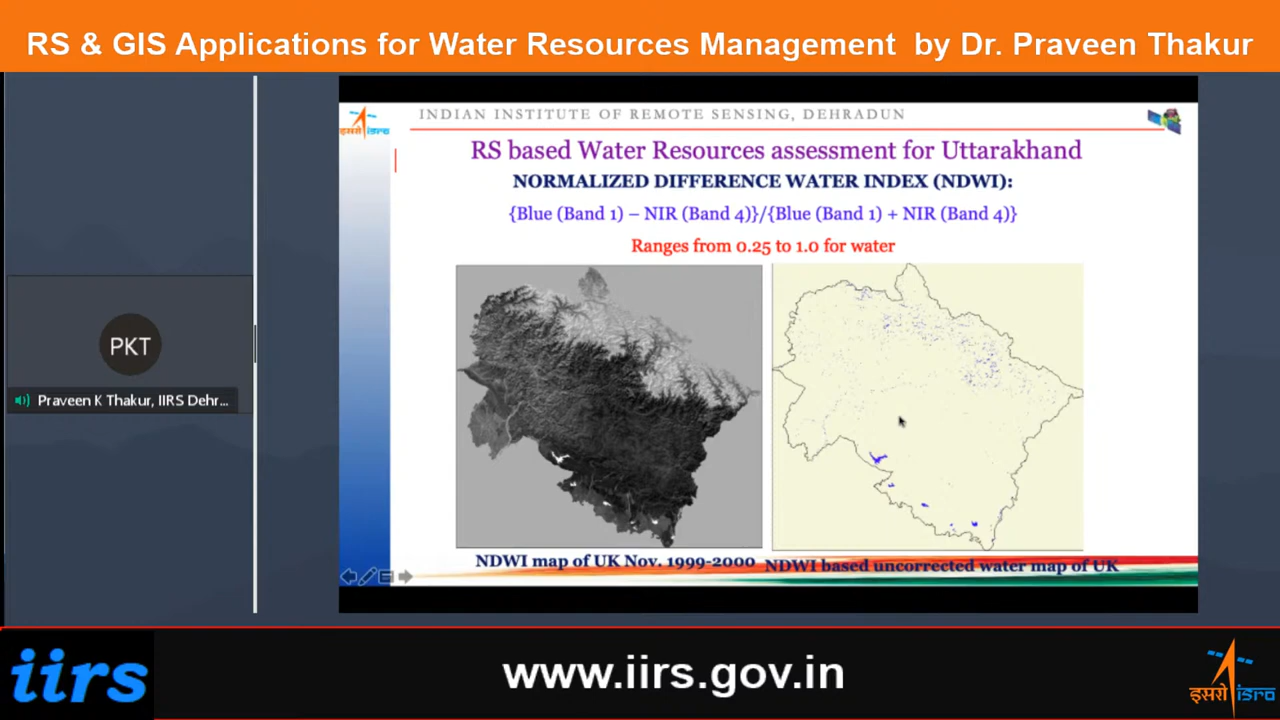 RS & GIS Applications for Water Resources Management by Dr. Praveen Thakur
INDIAN INSTITUTE OF REMOTE SENSING, DEHRADUN
इसरो isro
RS based Water Resources assessment for Uttarakhand
NORMALIZED DIFFERENCE WATER INDEX (NDWI):
{Blue (Band 1) – NIR (Band 4)}/{Blue (Band 1) + NIR (Band 4)}
Ranges from 0.25 to 1.0 for water
PKT
Praveen K Thakur, IIRS Dehr...
NDWI map of UK Nov. 1999-2000
NDWI based uncorrected water map of UK
iirs
www.iirs.gov.in
इसरो isro